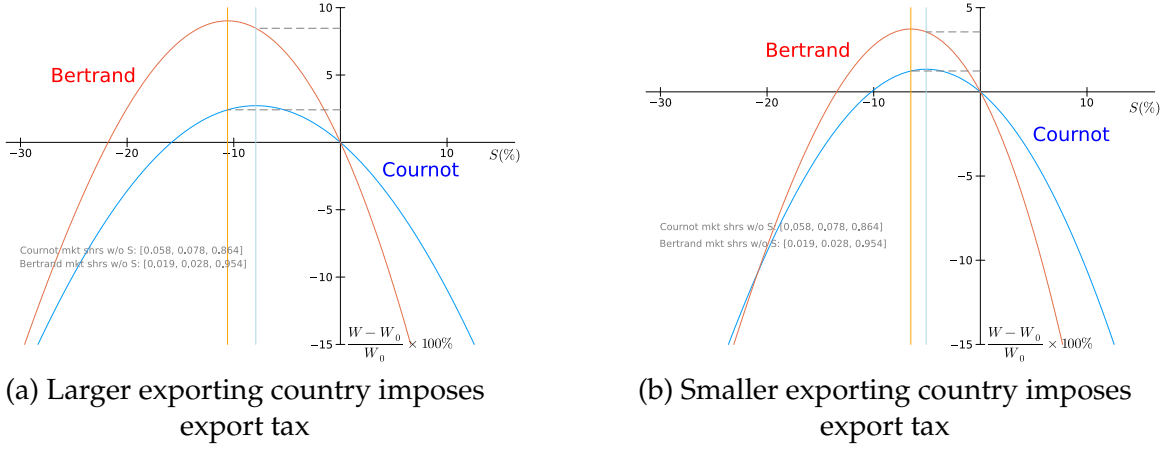 10
5
Bertrand
−30
−20
−10
10
S(%)
Cournot
−5
Cournot mkt shrs w/o S: [0.058, 0.078, 0.864]
Bertrand mkt shrs w/o S: [0.019, 0.028, 0.954]
−10
−15
W − W₀
W₀
× 100%
(a) Larger exporting country imposes
export tax
5
Bertrand
−30
−20
−10
10
S(%)
Cournot
−5
Cournot mkt shrs w/o S: [0.058, 0.078, 0.864]
Bertrand mkt shrs w/o S: [0.019, 0.028, 0.954]
−10
−15
W − W₀
W₀
× 100%
(b) Smaller exporting country imposes
export tax